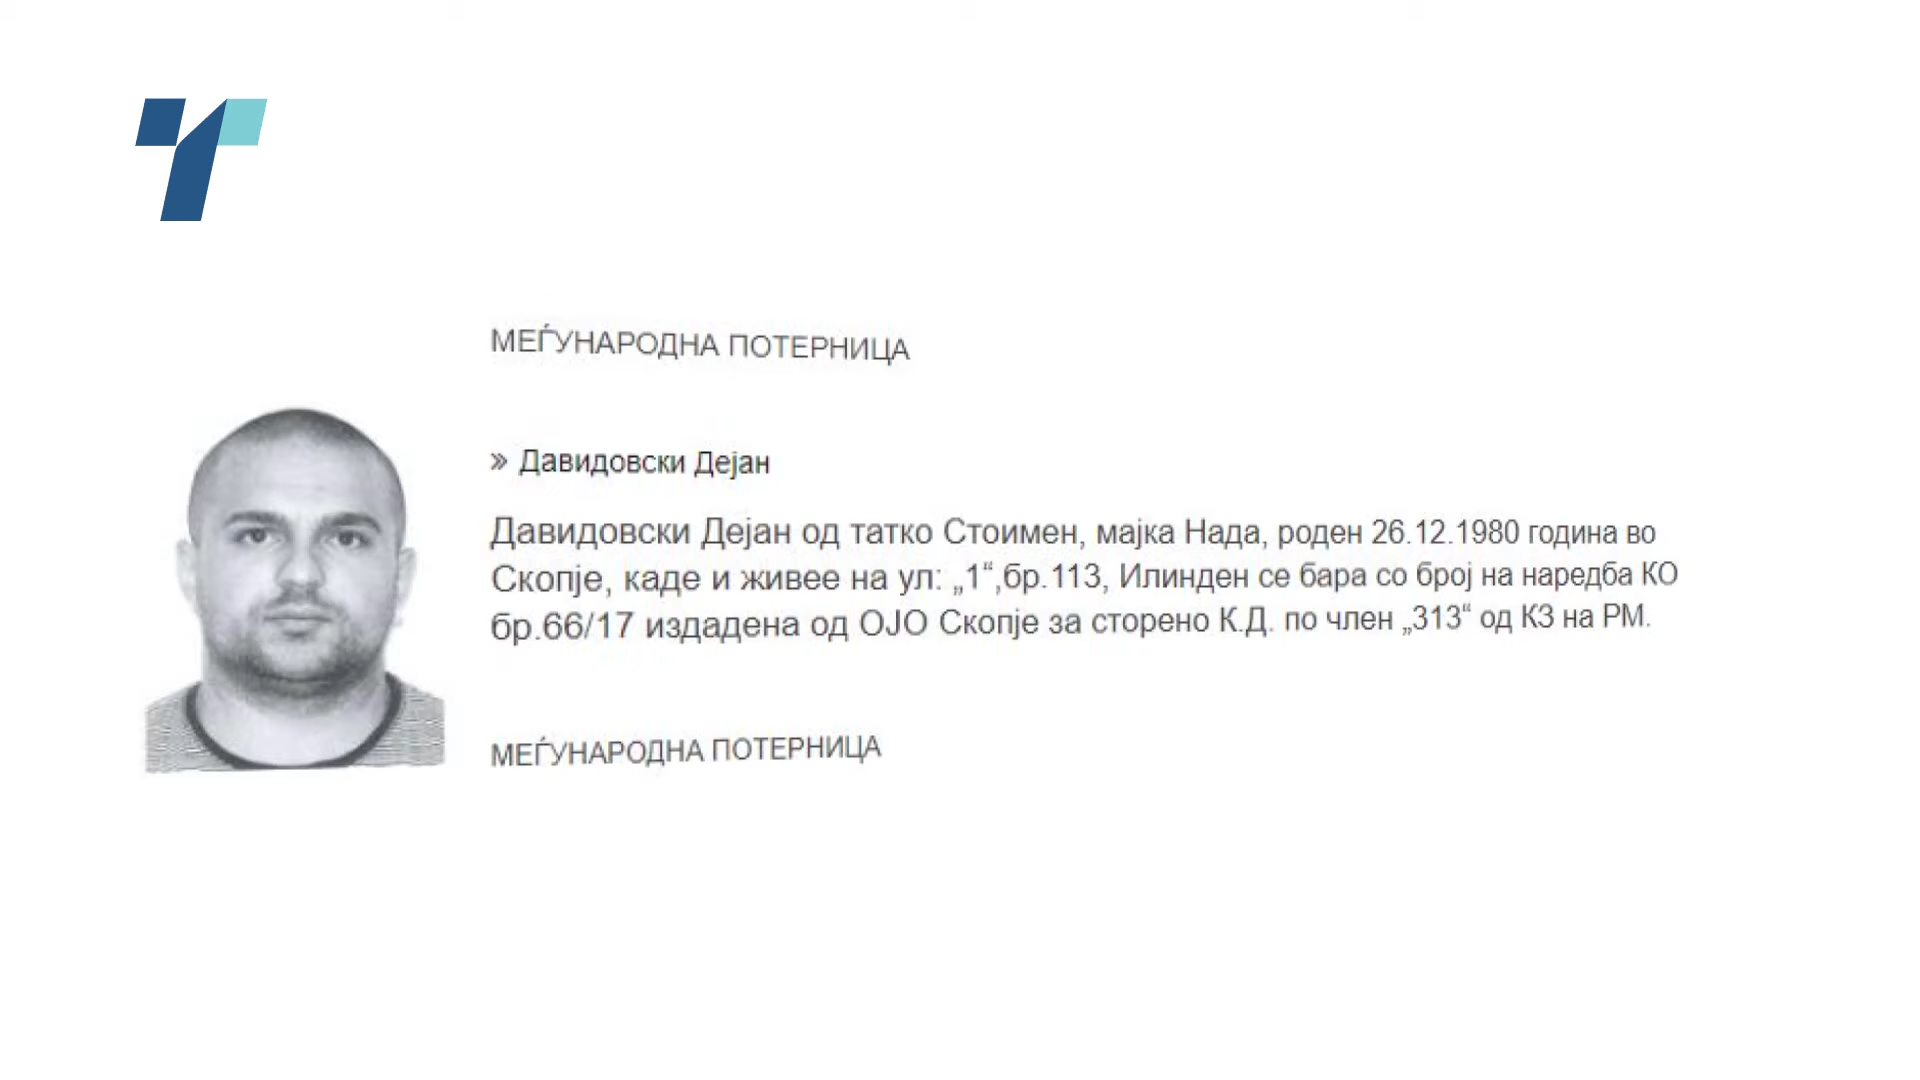 МЕЃУНАРОДНА ПОТЕРНИЦА
» Давидовски Дејан
Давидовски Дејан од татко Стоимен, мајка Нада, роден 26.12.1980 година во
Скопје, каде и живее на ул: „1“,бр.113, Илинден се бара со број на наредба КО
бр.66/17 издадена од ОЈО Скопје за сторено К.Д. по член „313“ од КЗ на РМ.
МЕЃУНАРОДНА ПОТЕРНИЦА